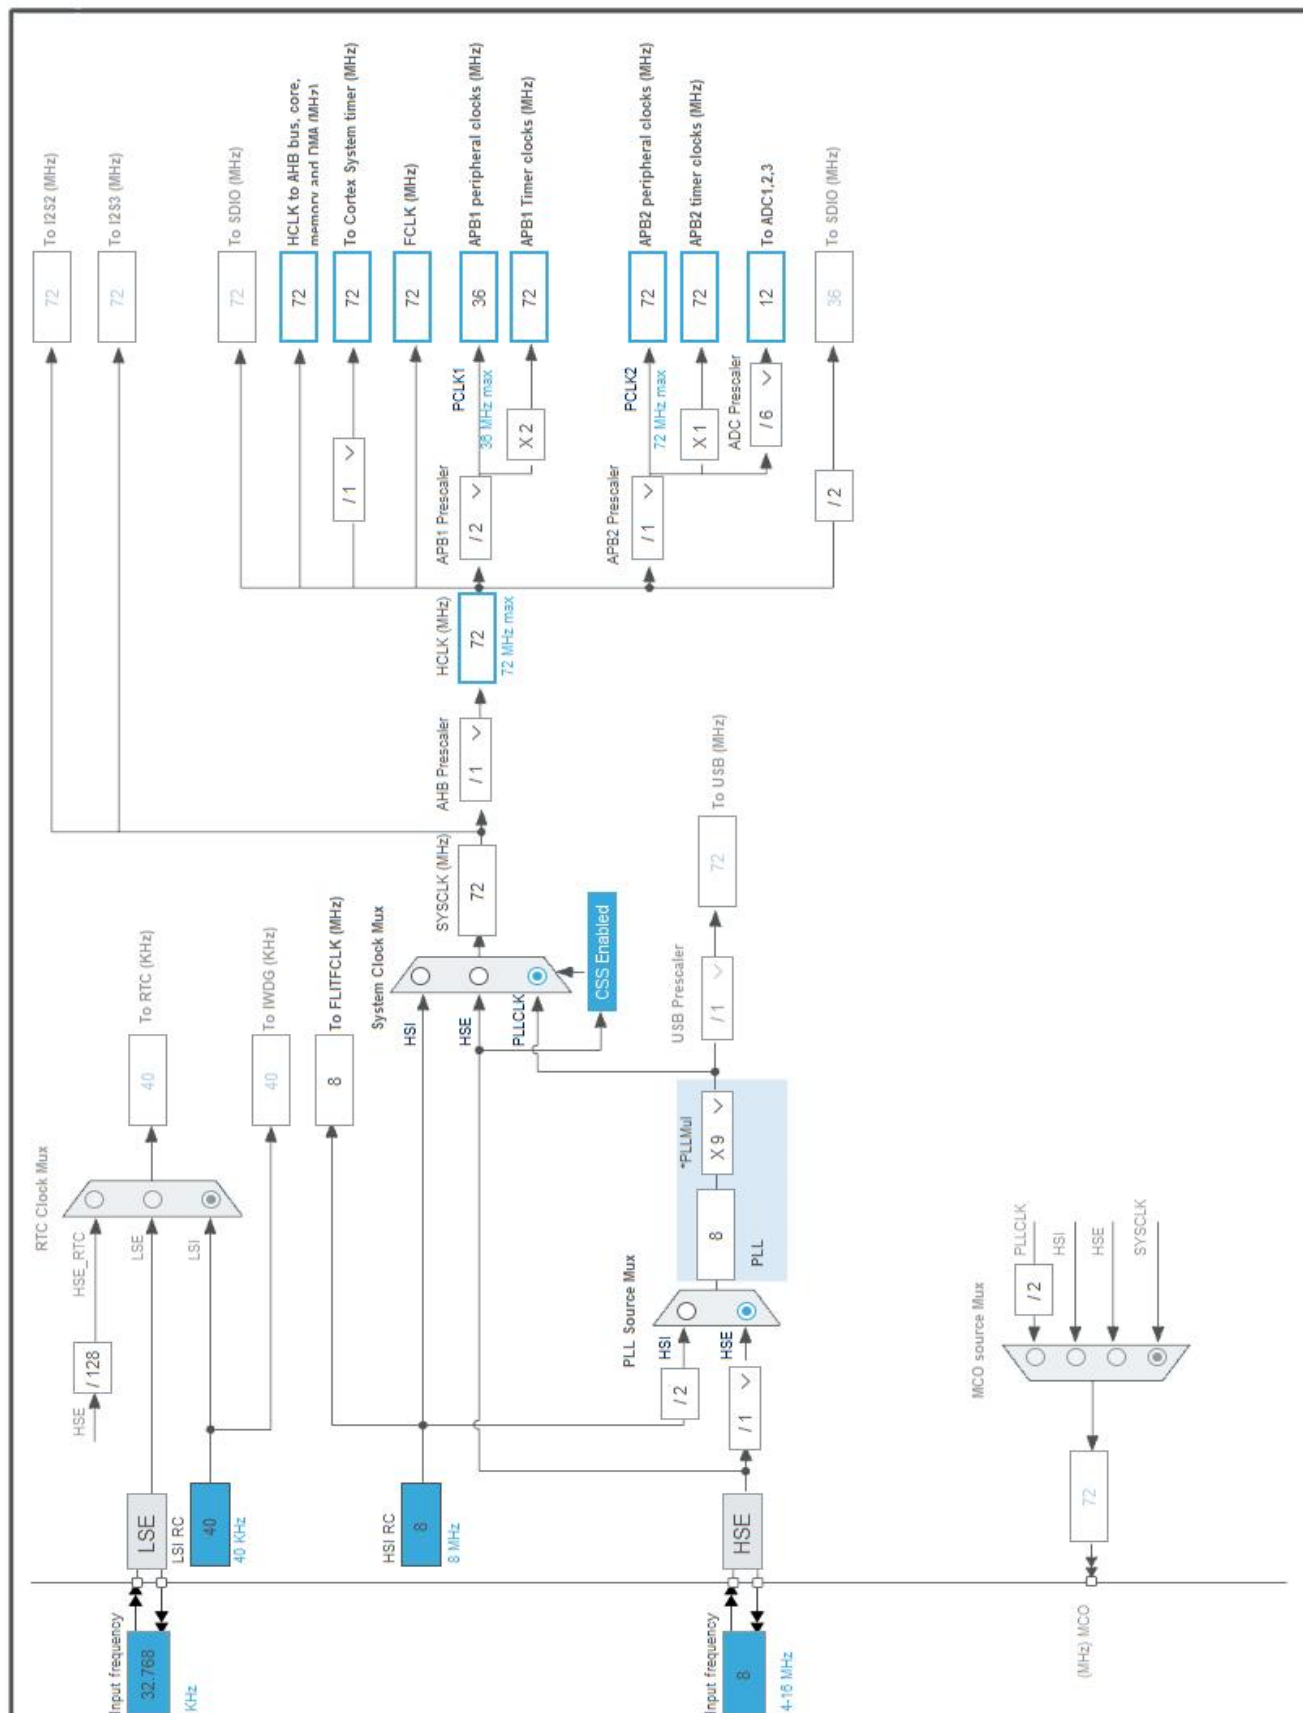 Input frequency
32.768
KHz
LSE
LSI RC
40
40 KHz
HSE
/ 128
HSE_RTC
LSE
LSI
RTC Clock Mux
40
To RTC (KHz)
40
To IWDG (KHz)
72
To I2S2 (MHz)
72
To I2S3 (MHz)
HSI RC
8
8 MHz
8
To FLITFCLK (MHz)
System Clock Mux
HSI
HSE
PLLCLK
CSS Enabled
SYSCLK (MHz)
72
AHB Prescaler
/ 1
HCLK (MHz)
72
72 MHz max
72
To SDIO (MHz)
72
HCLK to AHB bus, core,
memory and DMA (MHz)
/ 1
72
To Cortex System timer (MHz)
72
FCLK (MHz)
APB1 Prescaler
/ 2
PCLK1
36 MHz max
36
APB1 peripheral clocks (MHz)
X 2
72
APB1 Timer clocks (MHz)
APB2 Prescaler
/ 1
PCLK2
72 MHz max
72
APB2 peripheral clocks (MHz)
X 1
72
APB2 timer clocks (MHz)
ADC Prescaler
/ 6
12
To ADC1,2,3
/ 2
36
To SDIO (MHz)
Input frequency
8
4-16 MHz
HSE
/ 1
/ 2
PLL Source Mux
HSI
HSE
8
PLL
*PLLMul
X 9
USB Prescaler
/ 1
72
To USB (MHz)
MCO source Mux
/ 2
PLLCLK
HSI
HSE
SYSCLK
72
(MHz) MCO